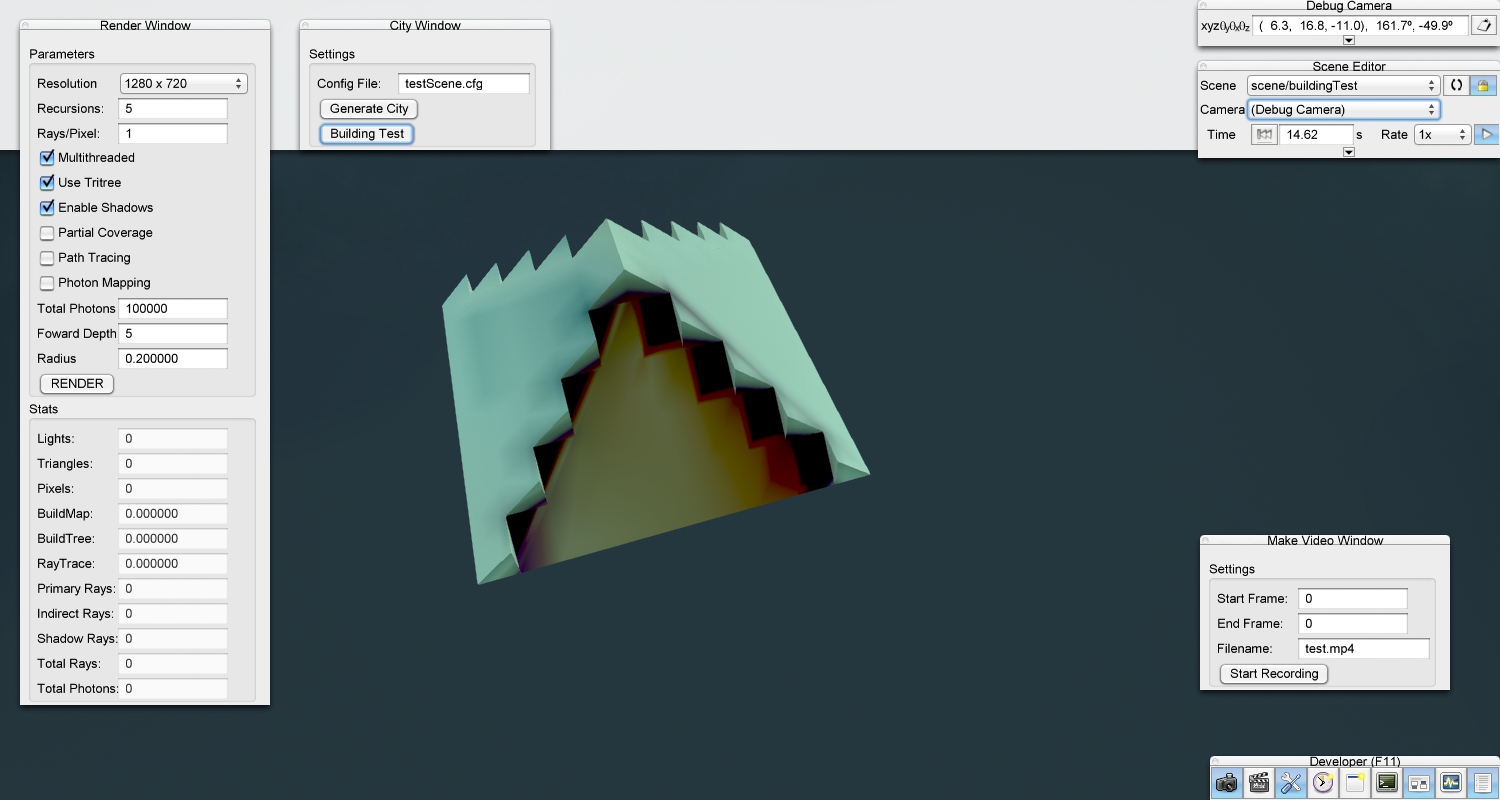 Render Window
Parameters
Resolution 1280 x 720
Recursions: 5
Rays/Pixel: 1
Multithreaded
Use Tritree
Enable Shadows
Partial Coverage
Path Tracing
Photon Mapping
Total Photons 100000
Foward Depth 5
Radius 0.200000
RENDER
Stats
Lights: 0
Triangles: 0
Pixels: 0
BuildMap: 0.000000
BuildTree: 0.000000
RayTrace: 0.000000
Primary Rays: 0
Indirect Rays: 0
Shadow Rays: 0
Total Rays: 0
Total Photons: 0
City Window
Settings
Config File: testScene.cfg
Generate City
Building Test
Debug Camera
xyz ( 6.3, 16.8, -11.0), 161.7º, -49.9º
Scene Editor
Scene scene/buildingTest
Camera (Debug Camera)
Time 14.62 s Rate 1x
Make Video Window
Settings
Start Frame: 0
End Frame: 0
Filename: test.mp4
Start Recording
Developer (F11)